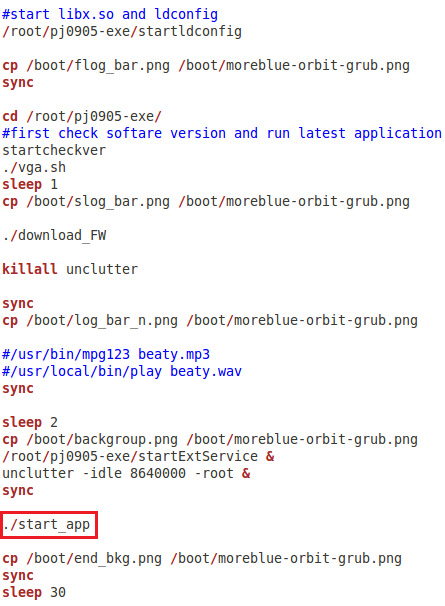 #start libx.so and ldconfig
/root/pj0905-exe/startldconfig
cp /boot/flog_bar.png /boot/moreblue-orbit-grub.png
sync
cd /root/pj0905-exe/
#first check softare version and run latest application
startcheckver
./vga.sh
sleep 1
cp /boot/slog_bar.png /boot/moreblue-orbit-grub.png
./download_FW
killall unclutter
sync
cp /boot/log_bar_n.png /boot/moreblue-orbit-grub.png
#/usr/bin/mpg123 beaty.mp3
#/usr/local/bin/play beaty.wav
sync
sleep 2
cp /boot/backgroup.png /boot/moreblue-orbit-grub.png
/root/pj0905-exe/startExtService &
unclutter -idle 8640000 -root &
sync
./start_app
cp /boot/end_bkg.png /boot/moreblue-orbit-grub.png
sync
sleep 30